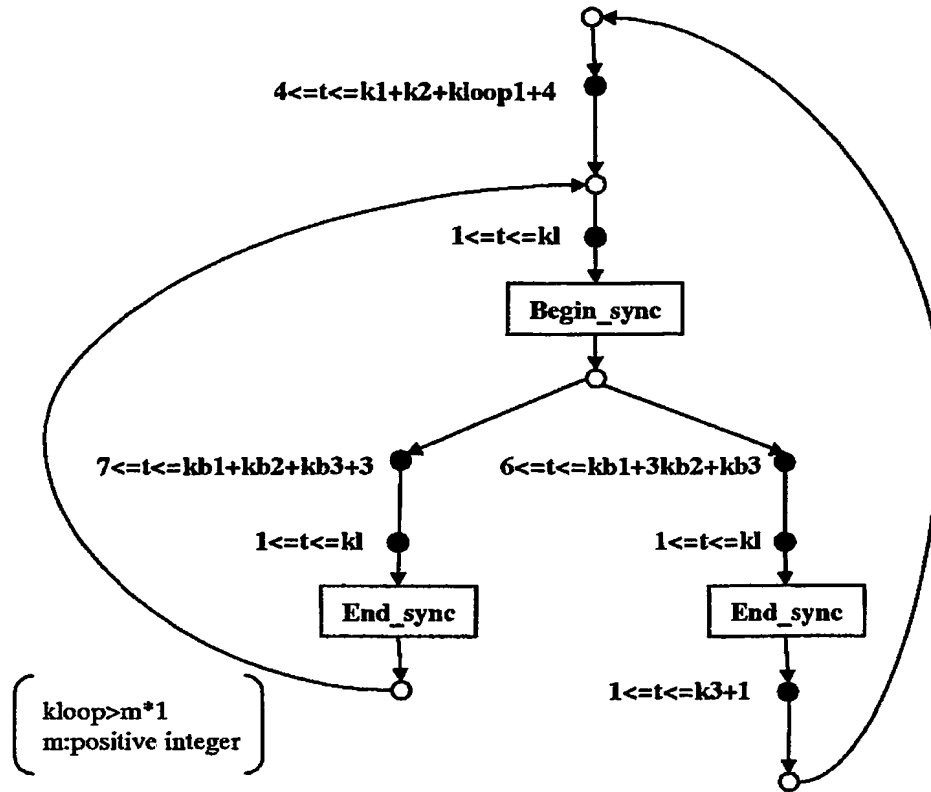 4<=t<=k1+k2+kloop1+4
1<=t<=kl
Begin_sync
7<=t<=kb1+kb2+kb3+3
6<=t<=kb1+3kb2+kb3
1<=t<=kl
1<=t<=kl
End_sync
End_sync
1<=t<=k3+1
kloop>m*1
m:positive integer